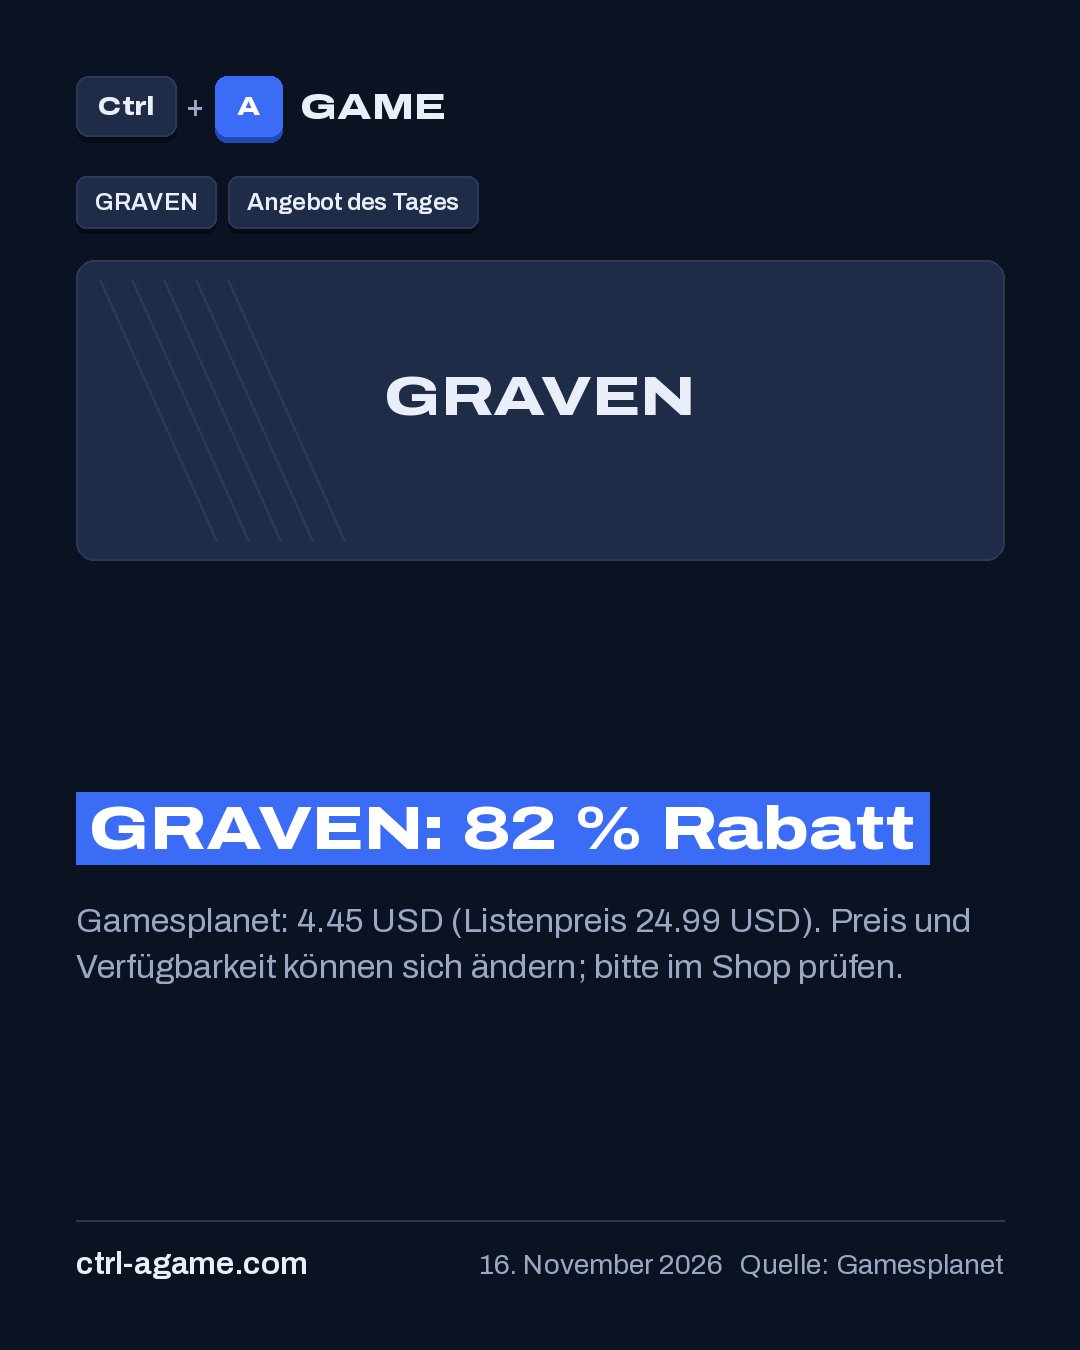 Ctrl + A GAME
GRAVEN Angebot des Tages
GRAVEN
GRAVEN: 82 % Rabatt
Gamesplanet: 4.45 USD (Listenpreis 24.99 USD). Preis und
Verfügbarkeit können sich ändern; bitte im Shop prüfen.
ctrl-agame.com 16. November 2026 Quelle: Gamesplanet